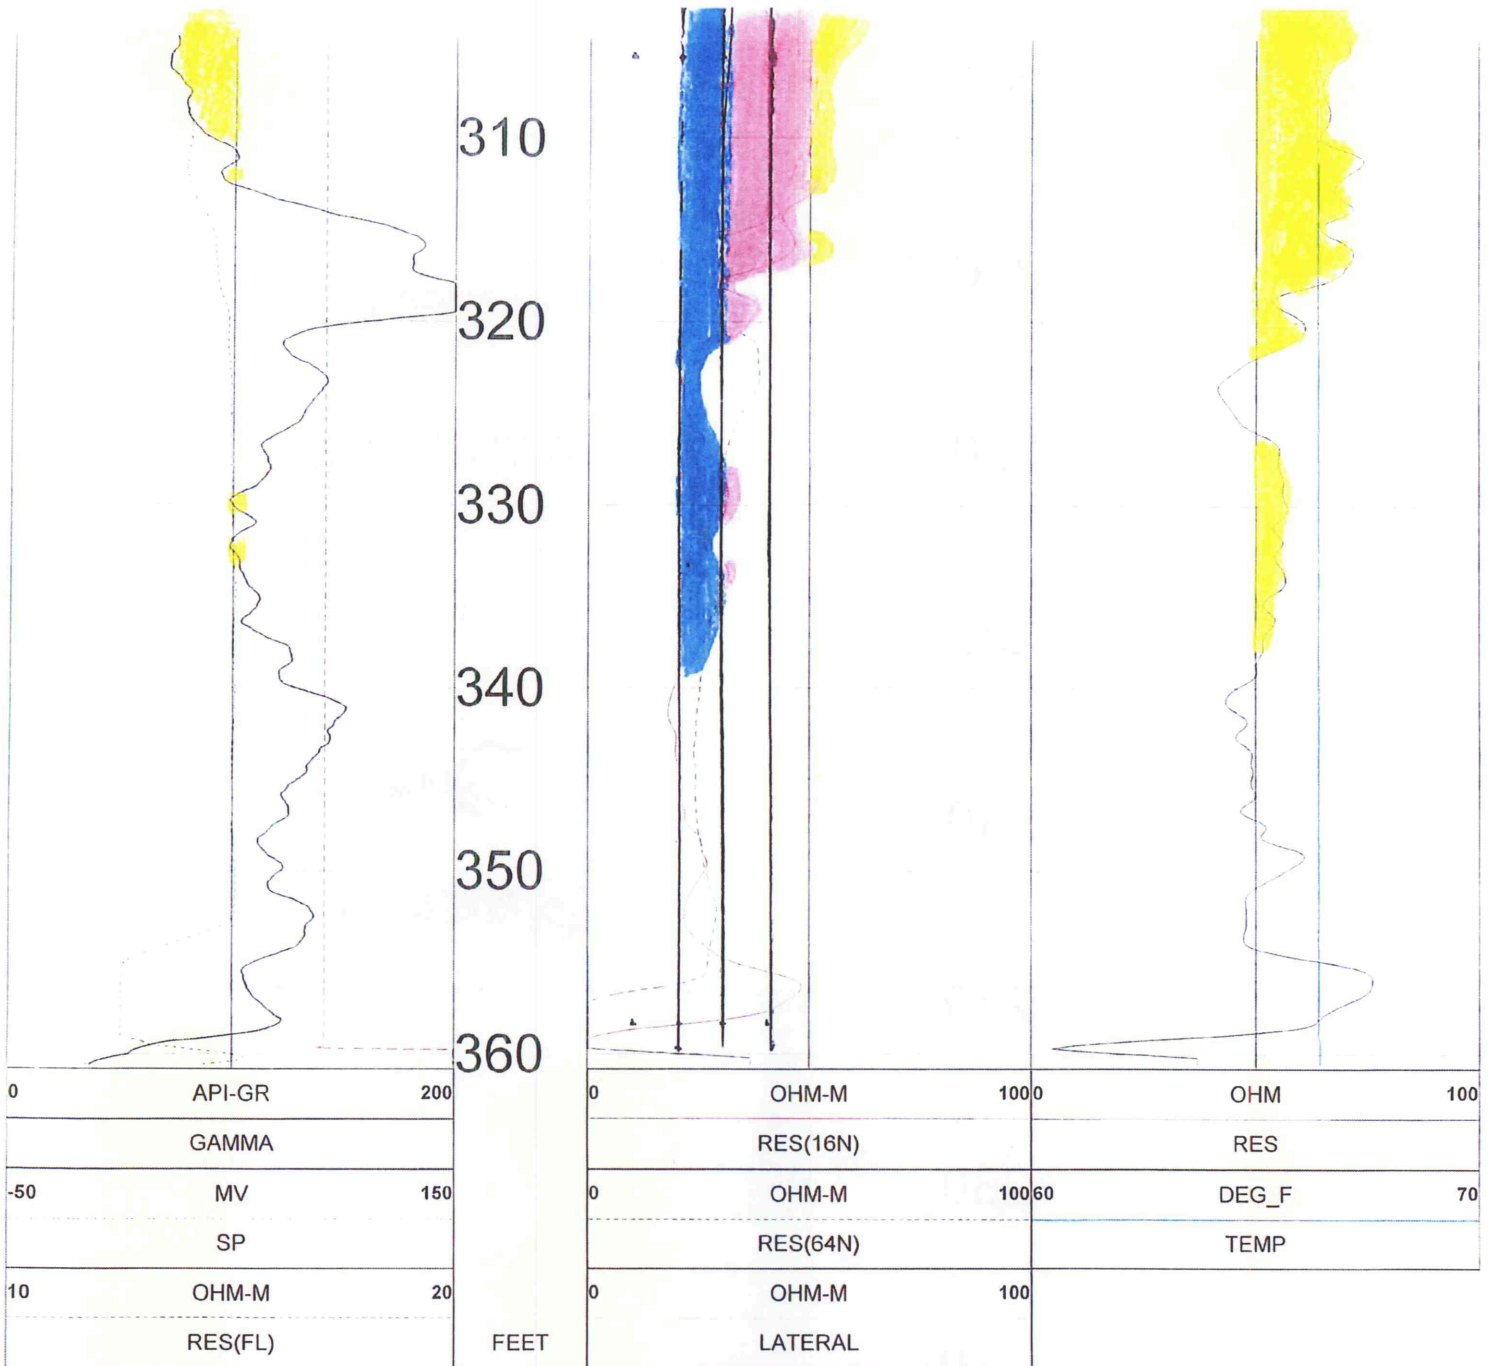 310
320
330
340
350
360
0 API-GR 200 0 OHM-M 100 0 OHM 100
GAMMA RES(16N) RES
-50 MV 150 0 OHM-M 100 60 DEG_F 70
SP RES(64N) TEMP
10 OHM-M 20 0 OHM-M 100
RES(FL) FEET LATERAL